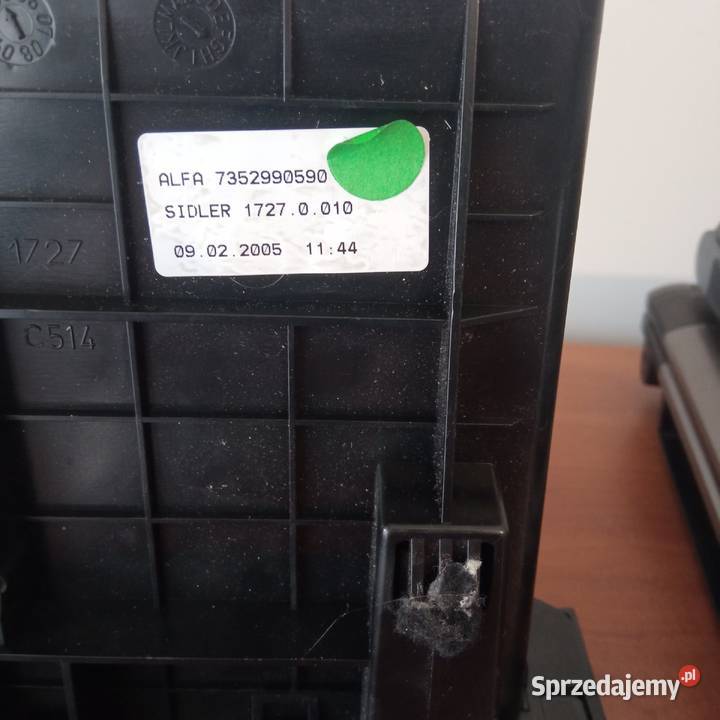 ALFA 7352990590
SIDLER 1727.0.010
09.02.2005 11:44
1727
C514
Sprzedajemy.pl